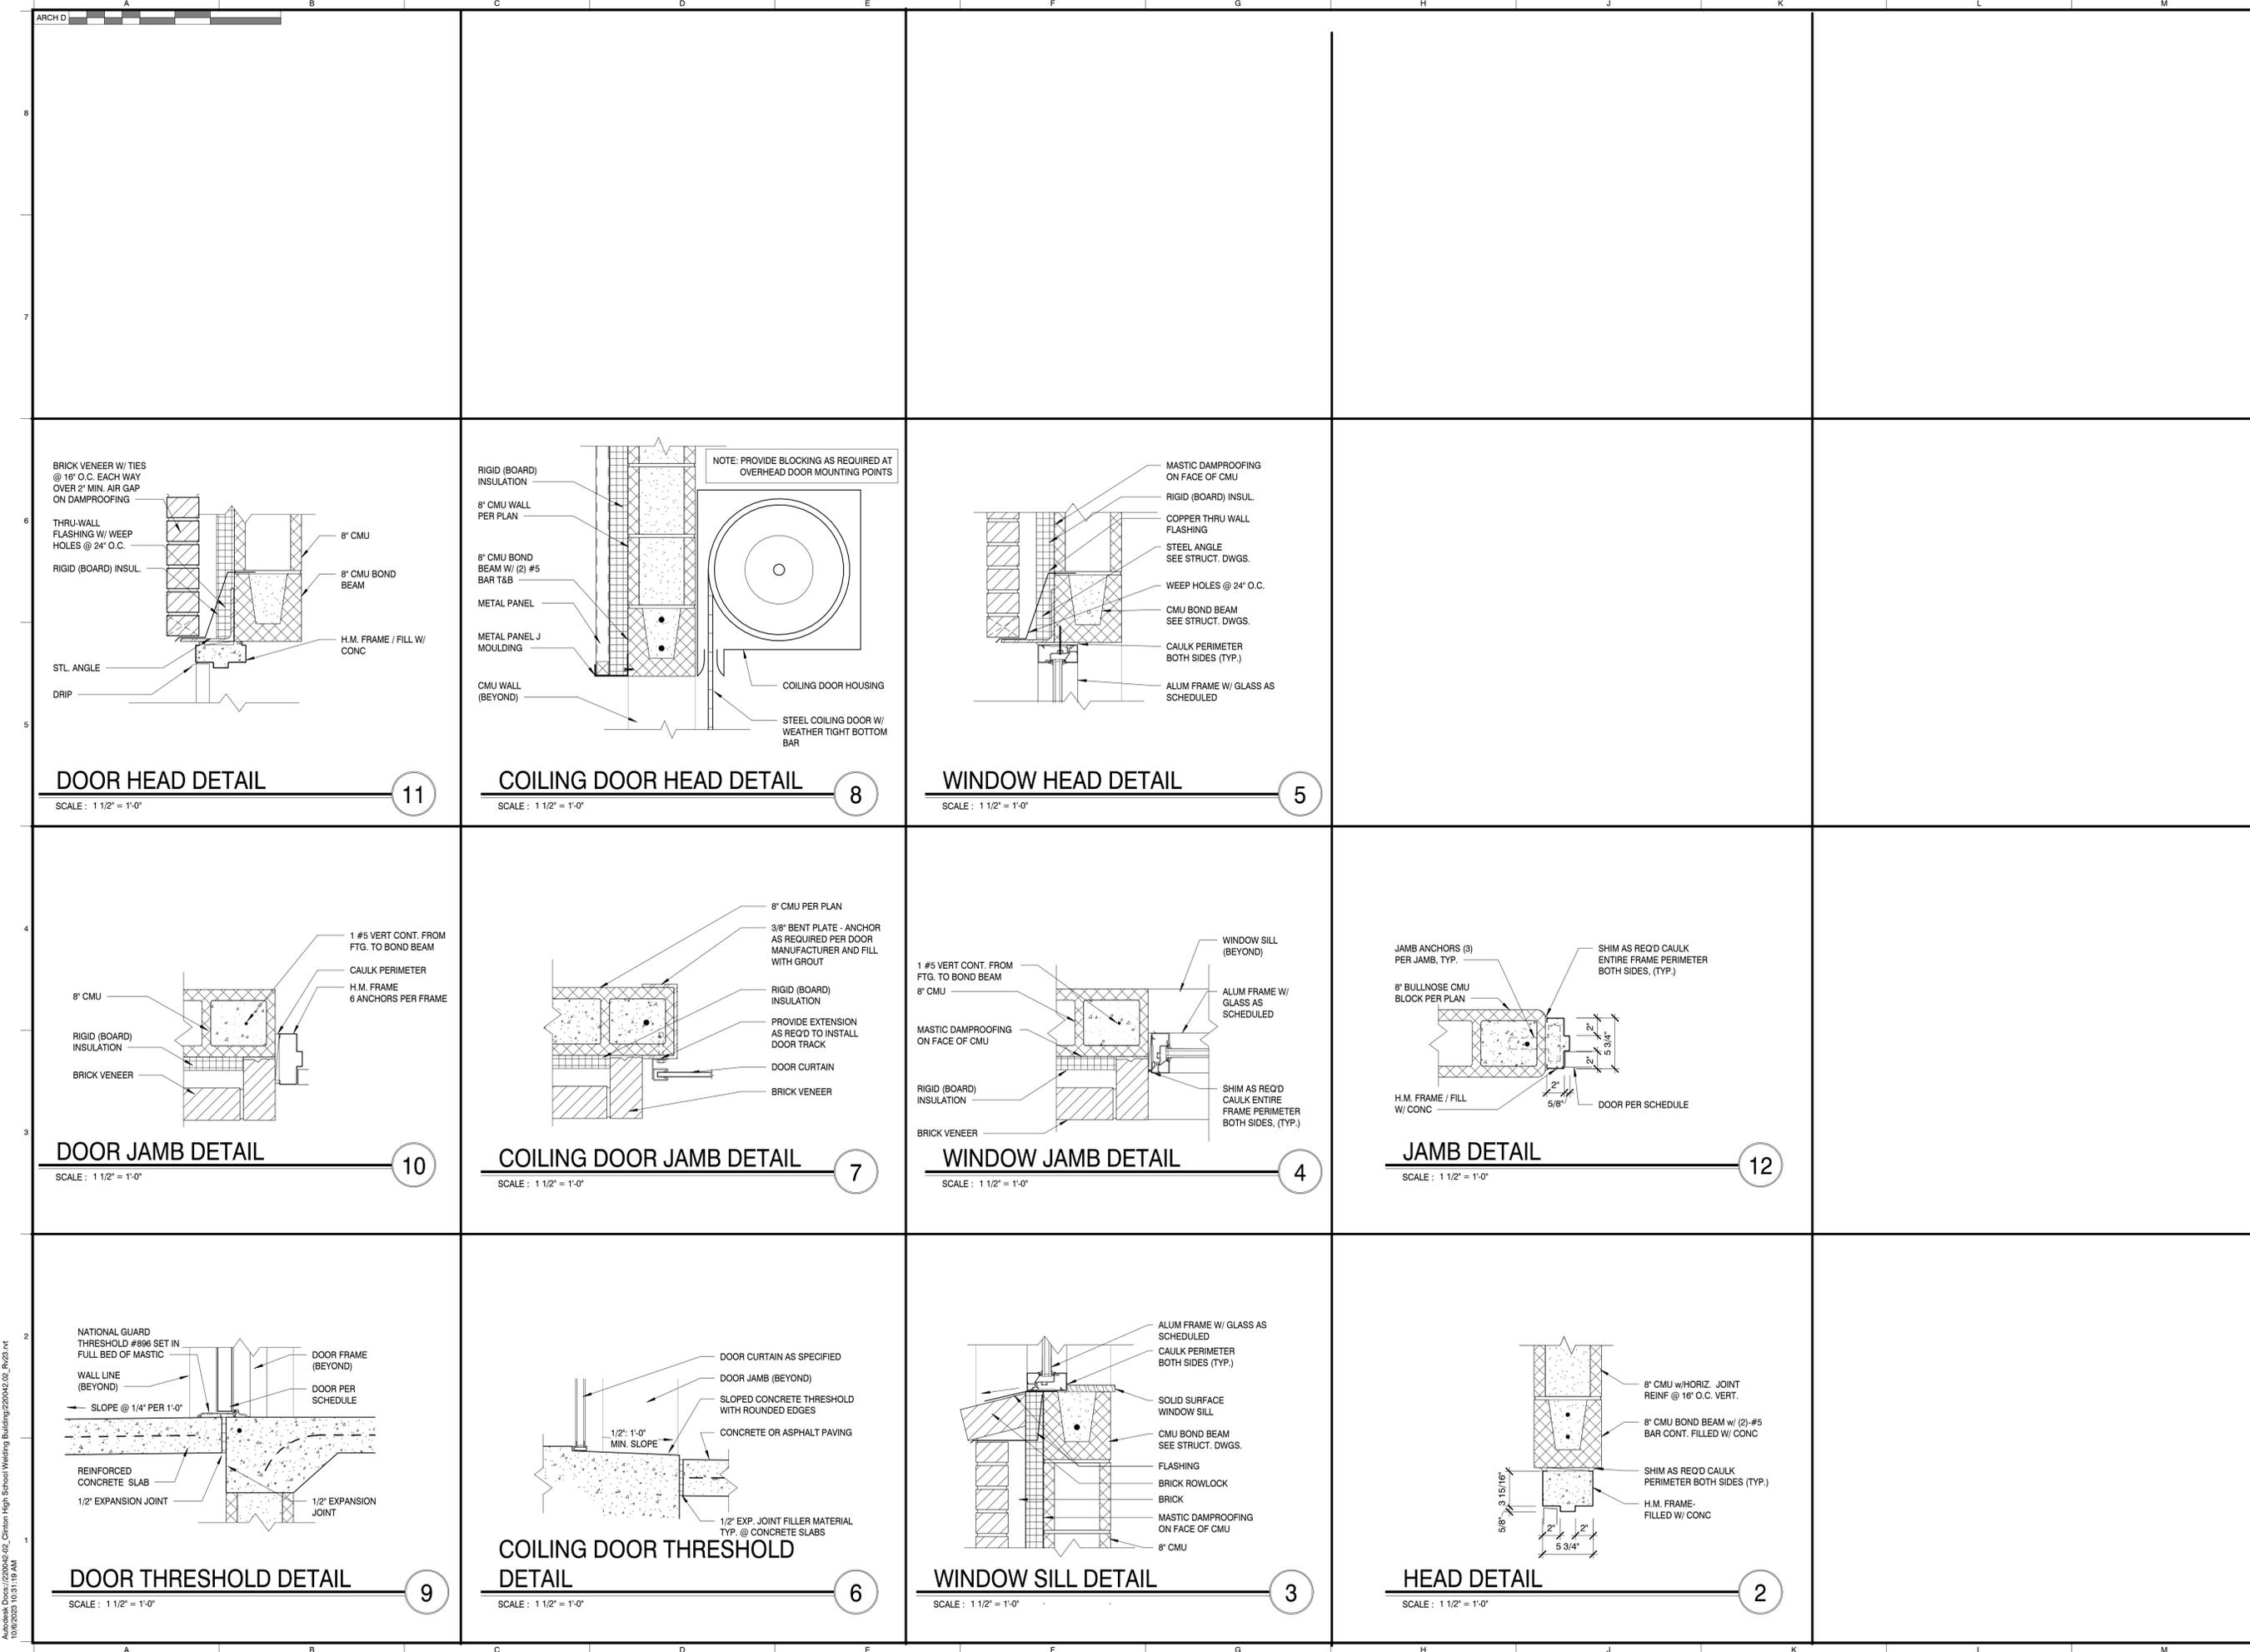 A B C D E F G H J K L M
ARCH D
8
7
6
5
4
3
2
1
BRICK VENEER W/ TIES
@ 16" O.C. EACH WAY
OVER 2" MIN. AIR GAP
ON DAMPROOFING
THRU-WALL
FLASHING W/ WEEP
HOLES @ 24" O.C.
RIGID (BOARD) INSUL.
STL. ANGLE
DRIP
8" CMU
8" CMU BOND
BEAM
H.M. FRAME / FILL W/
CONC
DOOR HEAD DETAIL
11
SCALE : 1 1/2" = 1'-0"
RIGID (BOARD)
INSULATION
8" CMU WALL
PER PLAN
8" CMU BOND
BEAM W/ (2) #5
BAR T&B
METAL PANEL
METAL PANEL J
MOULDING
CMU WALL
(BEYOND)
NOTE: PROVIDE BLOCKING AS REQUIRED AT
OVERHEAD DOOR MOUNTING POINTS
COILING DOOR HOUSING
STEEL COILING DOOR W/
WEATHER TIGHT BOTTOM
BAR
COILING DOOR HEAD DETAIL
8
SCALE : 1 1/2" = 1'-0"
MASTIC DAMPROOFING
ON FACE OF CMU
RIGID (BOARD) INSUL.
COPPER THRU WALL
FLASHING
STEEL ANGLE
SEE STRUCT. DWGS.
WEEP HOLES @ 24" O.C.
CMU BOND BEAM
SEE STRUCT. DWGS.
CAULK PERIMETER
BOTH SIDES (TYP.)
ALUM FRAME W/ GLASS AS
SCHEDULED
WINDOW HEAD DETAIL
5
SCALE : 1 1/2" = 1'-0"
1 #5 VERT CONT. FROM
FTG. TO BOND BEAM
CAULK PERIMETER
H.M. FRAME
6 ANCHORS PER FRAME
8" CMU
RIGID (BOARD)
INSULATION
BRICK VENEER
DOOR JAMB DETAIL
10
SCALE : 1 1/2" = 1'-0"
8" CMU PER PLAN
3/8" BENT PLATE - ANCHOR
AS REQUIRED PER DOOR
MANUFACTURER AND FILL
WITH GROUT
RIGID (BOARD)
INSULATION
PROVIDE EXTENSION
AS REQ'D TO INSTALL
DOOR TRACK
DOOR CURTAIN
BRICK VENEER
COILING DOOR JAMB DETAIL
7
SCALE : 1 1/2" = 1'-0"
1 #5 VERT CONT. FROM
FTG. TO BOND BEAM
8" CMU
MASTIC DAMPROOFING
ON FACE OF CMU
RIGID (BOARD)
INSULATION
BRICK VENEER
WINDOW SILL
(BEYOND)
ALUM FRAME W/
GLASS AS
SCHEDULED
SHIM AS REQ'D
CAULK ENTIRE
FRAME PERIMETER
BOTH SIDES, (TYP.)
WINDOW JAMB DETAIL
4
SCALE : 1 1/2" = 1'-0"
JAMB ANCHORS (3)
PER JAMB, TYP.
8" BULLNOSE CMU
BLOCK PER PLAN
H.M. FRAME / FILL
W/ CONC
SHIM AS REQ'D CAULK
ENTIRE FRAME PERIMETER
BOTH SIDES, (TYP.)
2"
5 3/4"
2"
2"
5/8"
DOOR PER SCHEDULE
JAMB DETAIL
12
SCALE : 1 1/2" = 1'-0"
NATIONAL GUARD
THRESHOLD #896 SET IN
FULL BED OF MASTIC
WALL LINE
(BEYOND)
SLOPE @ 1/4" PER 1'-0"
REINFORCED
CONCRETE SLAB
1/2" EXPANSION JOINT
DOOR FRAME
(BEYOND)
DOOR PER
SCHEDULE
1/2" EXPANSION
JOINT
DOOR THRESHOLD DETAIL
9
SCALE : 1 1/2" = 1'-0"
DOOR CURTAIN AS SPECIFIED
DOOR JAMB (BEYOND)
SLOPED CONCRETE THRESHOLD
WITH ROUNDED EDGES
CONCRETE OR ASPHALT PAVING
1/2": 1'-0"
MIN. SLOPE
1/2" EXP. JOINT FILLER MATERIAL
TYP. @ CONCRETE SLABS
COILING DOOR THRESHOLD
DETAIL
6
SCALE : 1 1/2" = 1'-0"
ALUM FRAME W/ GLASS AS
SCHEDULED
CAULK PERIMETER
BOTH SIDES (TYP.)
SOLID SURFACE
WINDOW SILL
CMU BOND BEAM
SEE STRUCT. DWGS.
FLASHING
BRICK ROWLOCK
BRICK
MASTIC DAMPROOFING
ON FACE OF CMU
8" CMU
WINDOW SILL DETAIL
3
SCALE : 1 1/2" = 1'-0"
8" CMU w/HORIZ. JOINT
REINF @ 16" O.C. VERT.
8" CMU BOND BEAM w/ (2)-#5
BAR CONT. FILLED W/ CONC
SHIM AS REQ'D CAULK
PERIMETER BOTH SIDES (TYP.)
H.M. FRAME-
FILLED W/ CONC
3 15/16"
5/8"
2"
2"
5 3/4"
HEAD DETAIL
2
SCALE : 1 1/2" = 1'-0"
Autodesk Docs://220042-02_Clinton High School Welding Building/220042.02_Rv23.rvt
10/6/2023 10:31:19 AM
A B C D E F G H J K L M